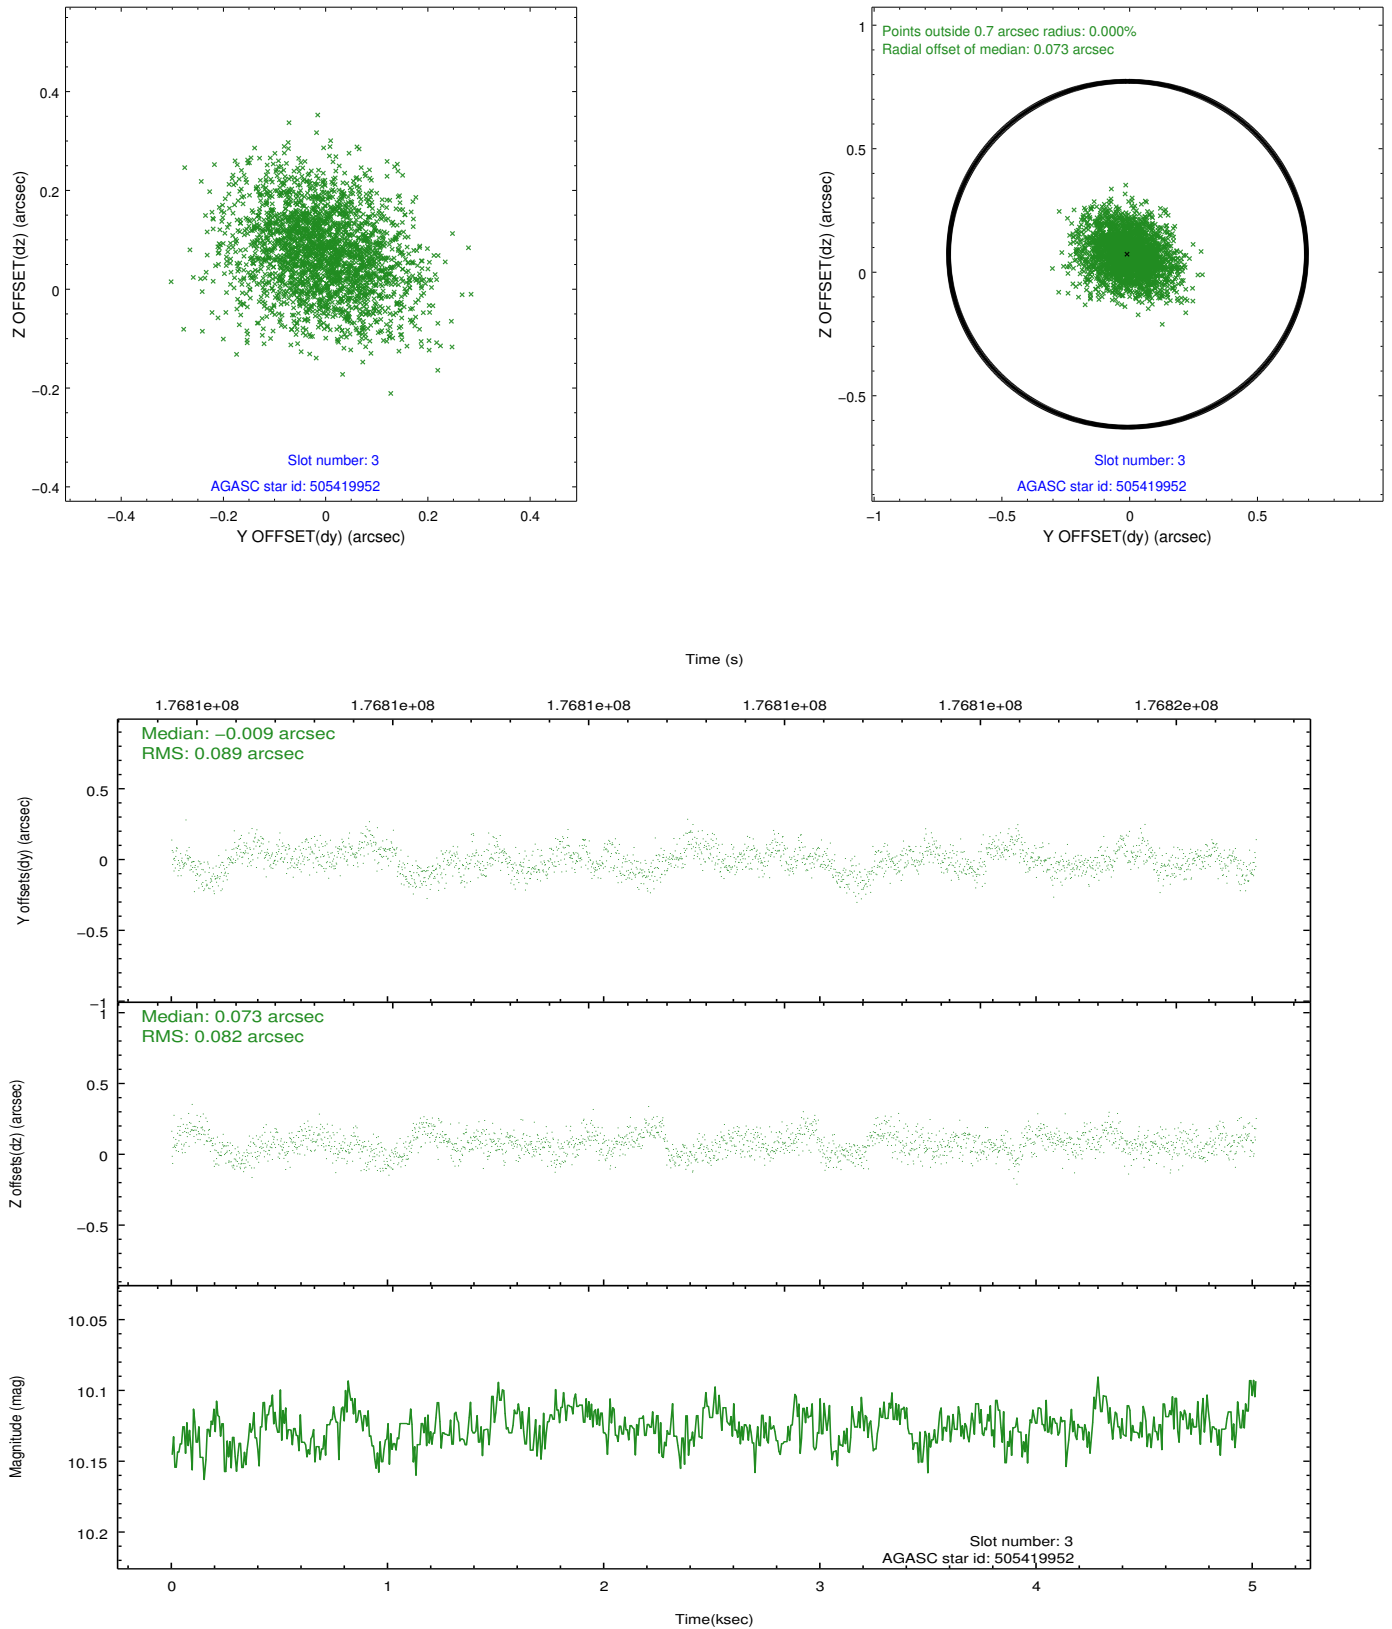 0.4
0.2
0
−0.2
−0.4
−0.4
−0.2
0
0.2
0.4
Z OFFSET(dz) (arcsec)
Y OFFSET(dy) (arcsec)
Slot number: 3
AGASC star id: 505419952
Points outside 0.7 arcsec radius: 0.000%
Radial offset of median: 0.073 arcsec
1
0.5
0
−0.5
−1
−0.5
0
0.5
Z OFFSET(dz) (arcsec)
Y OFFSET(dy) (arcsec)
Slot number: 3
AGASC star id: 505419952
Time (s)
1.7681e+08 1.7681e+08 1.7681e+08 1.7681e+08 1.7681e+08 1.7682e+08
Median: −0.009 arcsec
RMS: 0.089 arcsec
0.5
0
−0.5
−1
Y offsets(dy) (arcsec)
Median: 0.073 arcsec
RMS: 0.082 arcsec
1
0.5
0
−0.5
Z offsets(dz) (arcsec)
10.05
10.1
10.15
10.2
Magnitude (mag)
Slot number: 3
AGASC star id: 505419952
0 1 2 3 4 5
Time(ksec)